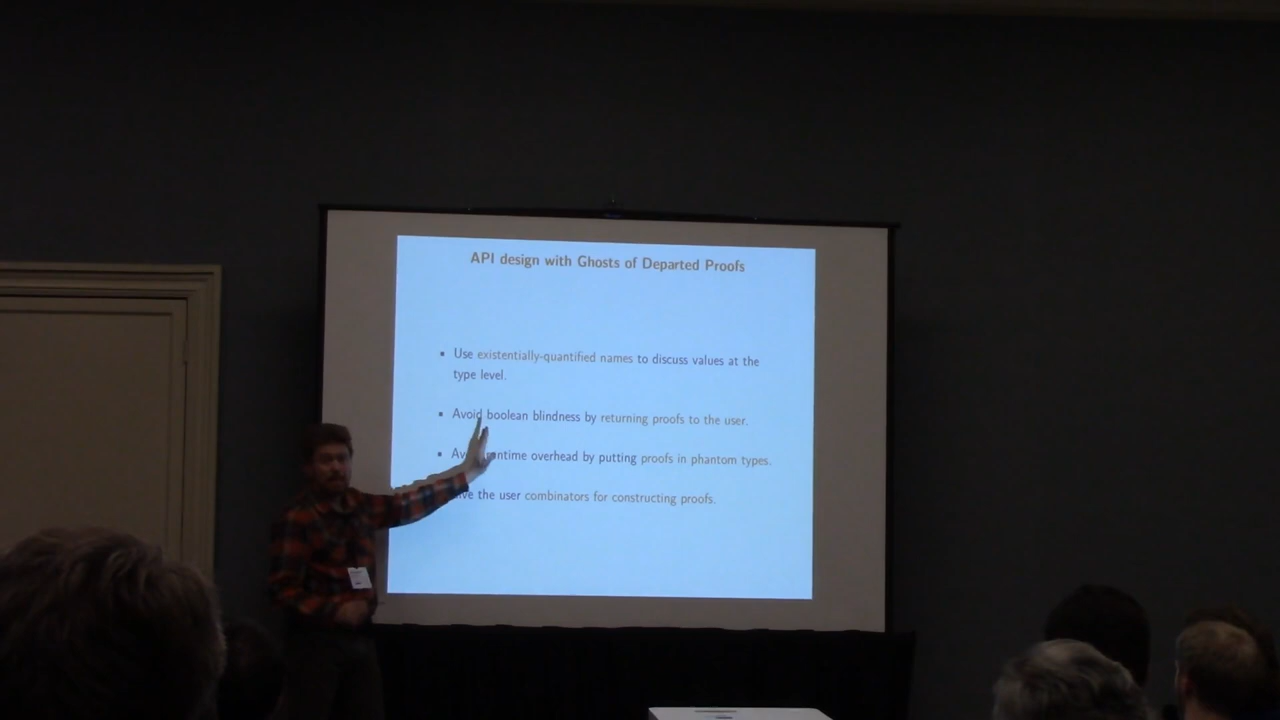 API design with Ghosts of Departed Proofs
▪ Use existentially-quantified names to discuss values at the
type level.
▪ Avoid boolean blindness by returning proofs to the user.
▪ overhead by putting proofs in phantom types.
the user combinators for constructing proofs.